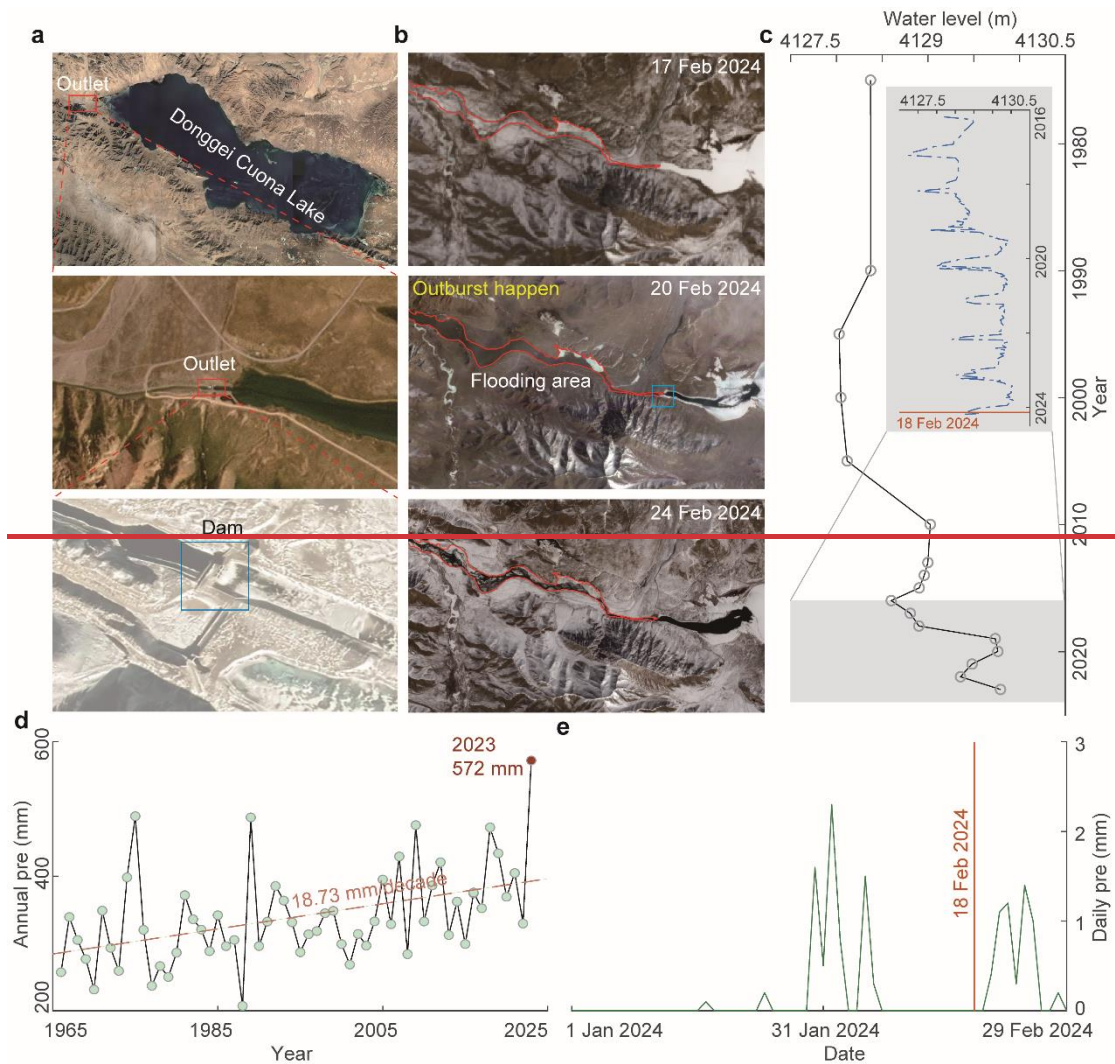 a
Outlet
Donggei Cuona Lake
Outlet
Dam
b
17 Feb 2024
Outburst happen
20 Feb 2024
Flooding area
24 Feb 2024
c
Water level (m)
4127.5 4129 4130.5
4127.5 4130.5
2016
2020
2024
18 Feb 2024
1980
1990
2000
2010
2020
Year
d
600
400
200
Annual pre (mm)
2023
572 mm
18.73 mm/decade
1965 1985 2005 2025
Year
e
18 Feb 2024
3
2
1
0
Daily pre (mm)
1 Jan 2024 31 Jan 2024 29 Feb 2024
Date